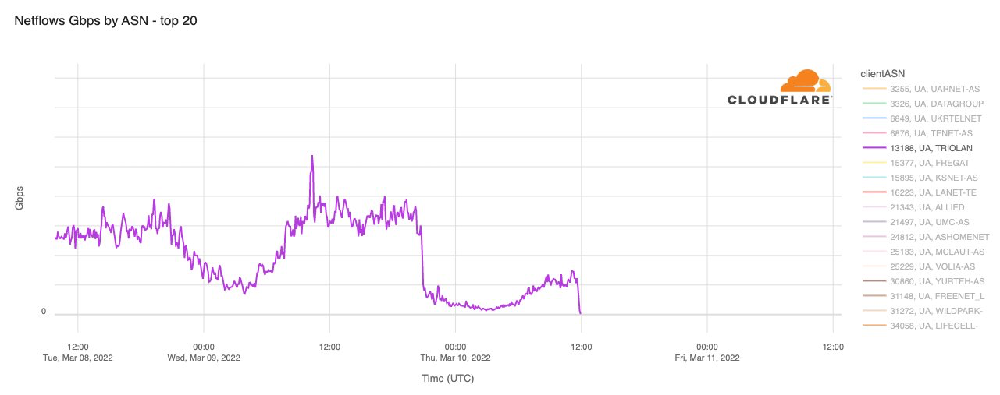 Netflows Gbps by ASN - top 20
CLOUDFLARE
clientASN
3255, UA, UARNET-AS
3326, UA, DATAGROUP
6849, UA, UKRTELNET
6876, UA, TENET-AS
13188, UA, TRIOLAN
15377, UA, FREGAT
15895, UA, KSNET-AS
16223, UA, LANET-TE
21343, UA, ALLIED
21497, UA, UMC-AS
24812, UA, ASHOMENET
25133, UA, MCLAUT-AS
25229, UA, VOLIA-AS
30860, UA, YURTEH-AS
31148, UA, FREENET_L
31272, UA, WILDPARK-
34058, UA, LIFECELL-
Gbps
0
12:00 00:00 12:00 00:00 12:00 00:00 12:00
Tue, Mar 08, 2022 Wed, Mar 09, 2022 Thu, Mar 10, 2022 Fri, Mar 11, 2022
Time (UTC)